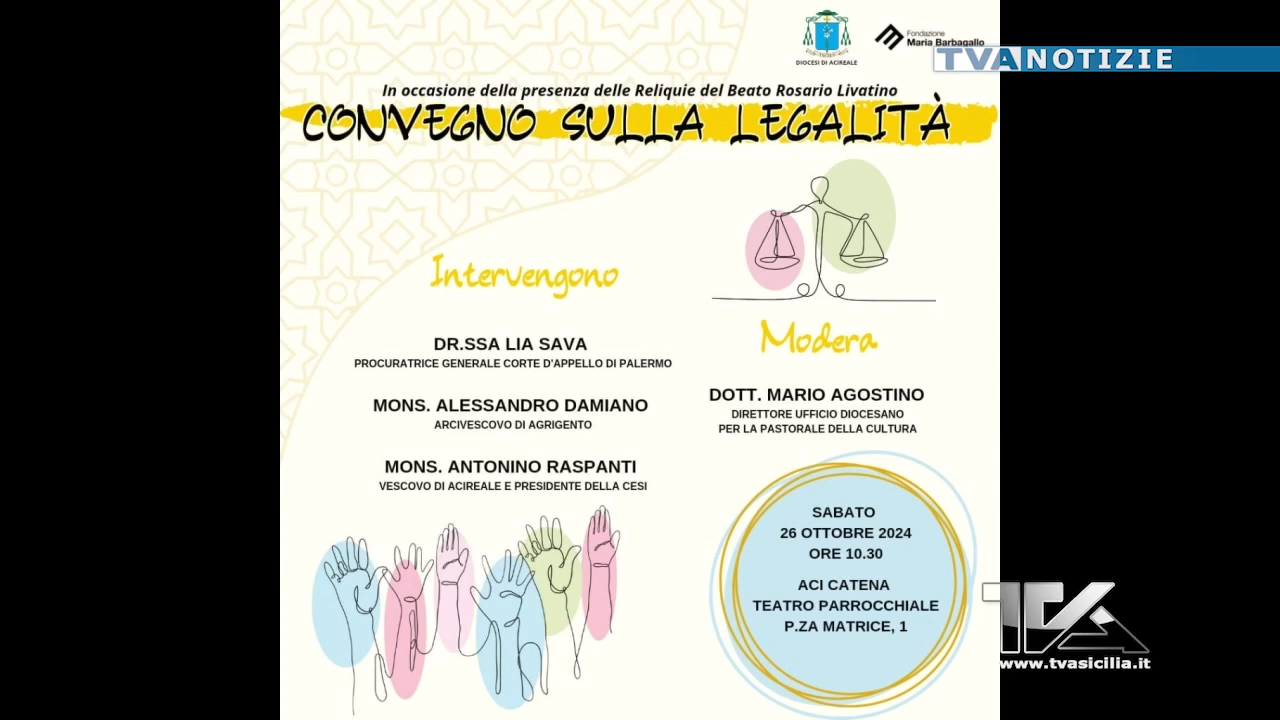 DIOCESI DI ACIREALE
Fondazione
Maria Barbagallo
TVA NOTIZIE
In occasione della presenza delle Reliquie del Beato Rosario Livatino
CONVEGNO SULLA LEGALITÀ
Intervengono
DR.SSA LIA SAVA
PROCURATRICE GENERALE CORTE D'APPELLO DI PALERMO
MONS. ALESSANDRO DAMIANO
ARCIVESCOVO DI AGRIGENTO
MONS. ANTONINO RASPANTI
VESCOVO DI ACIREALE E PRESIDENTE DELLA CESI
Modera
DOTT. MARIO AGOSTINO
DIRETTORE UFFICIO DIOCESANO
PER LA PASTORALE DELLA CULTURA
SABATO
26 OTTOBRE 2024
ORE 10.30
ACI CATENA
TEATRO PARROCCHIALE
P.ZA MATRICE, 1
TVA
www.tvasicilia.it